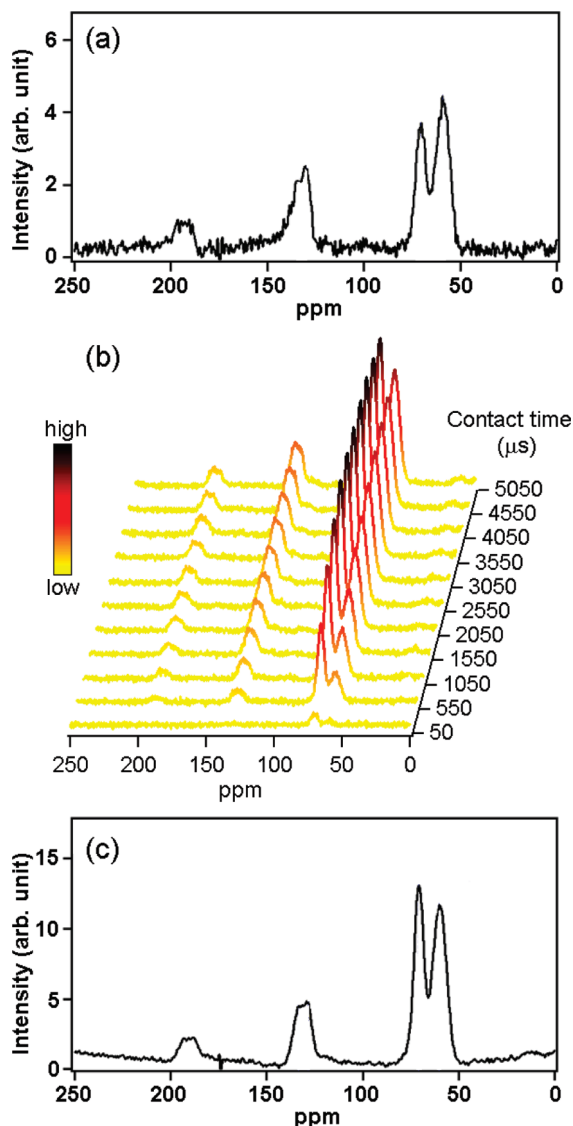 (a)
Intensity (arb. unit)
6
4
2
0
250 200 150 100 50 0
ppm
(b)
high
low
Contact time
(μs)
5050
4550
4050
3550
3050
2550
2050
1550
1050
550
50
250 200 150 100 50 0
ppm
(c)
Intensity (arb. unit)
15
10
5
0
250 200 150 100 50 0
ppm